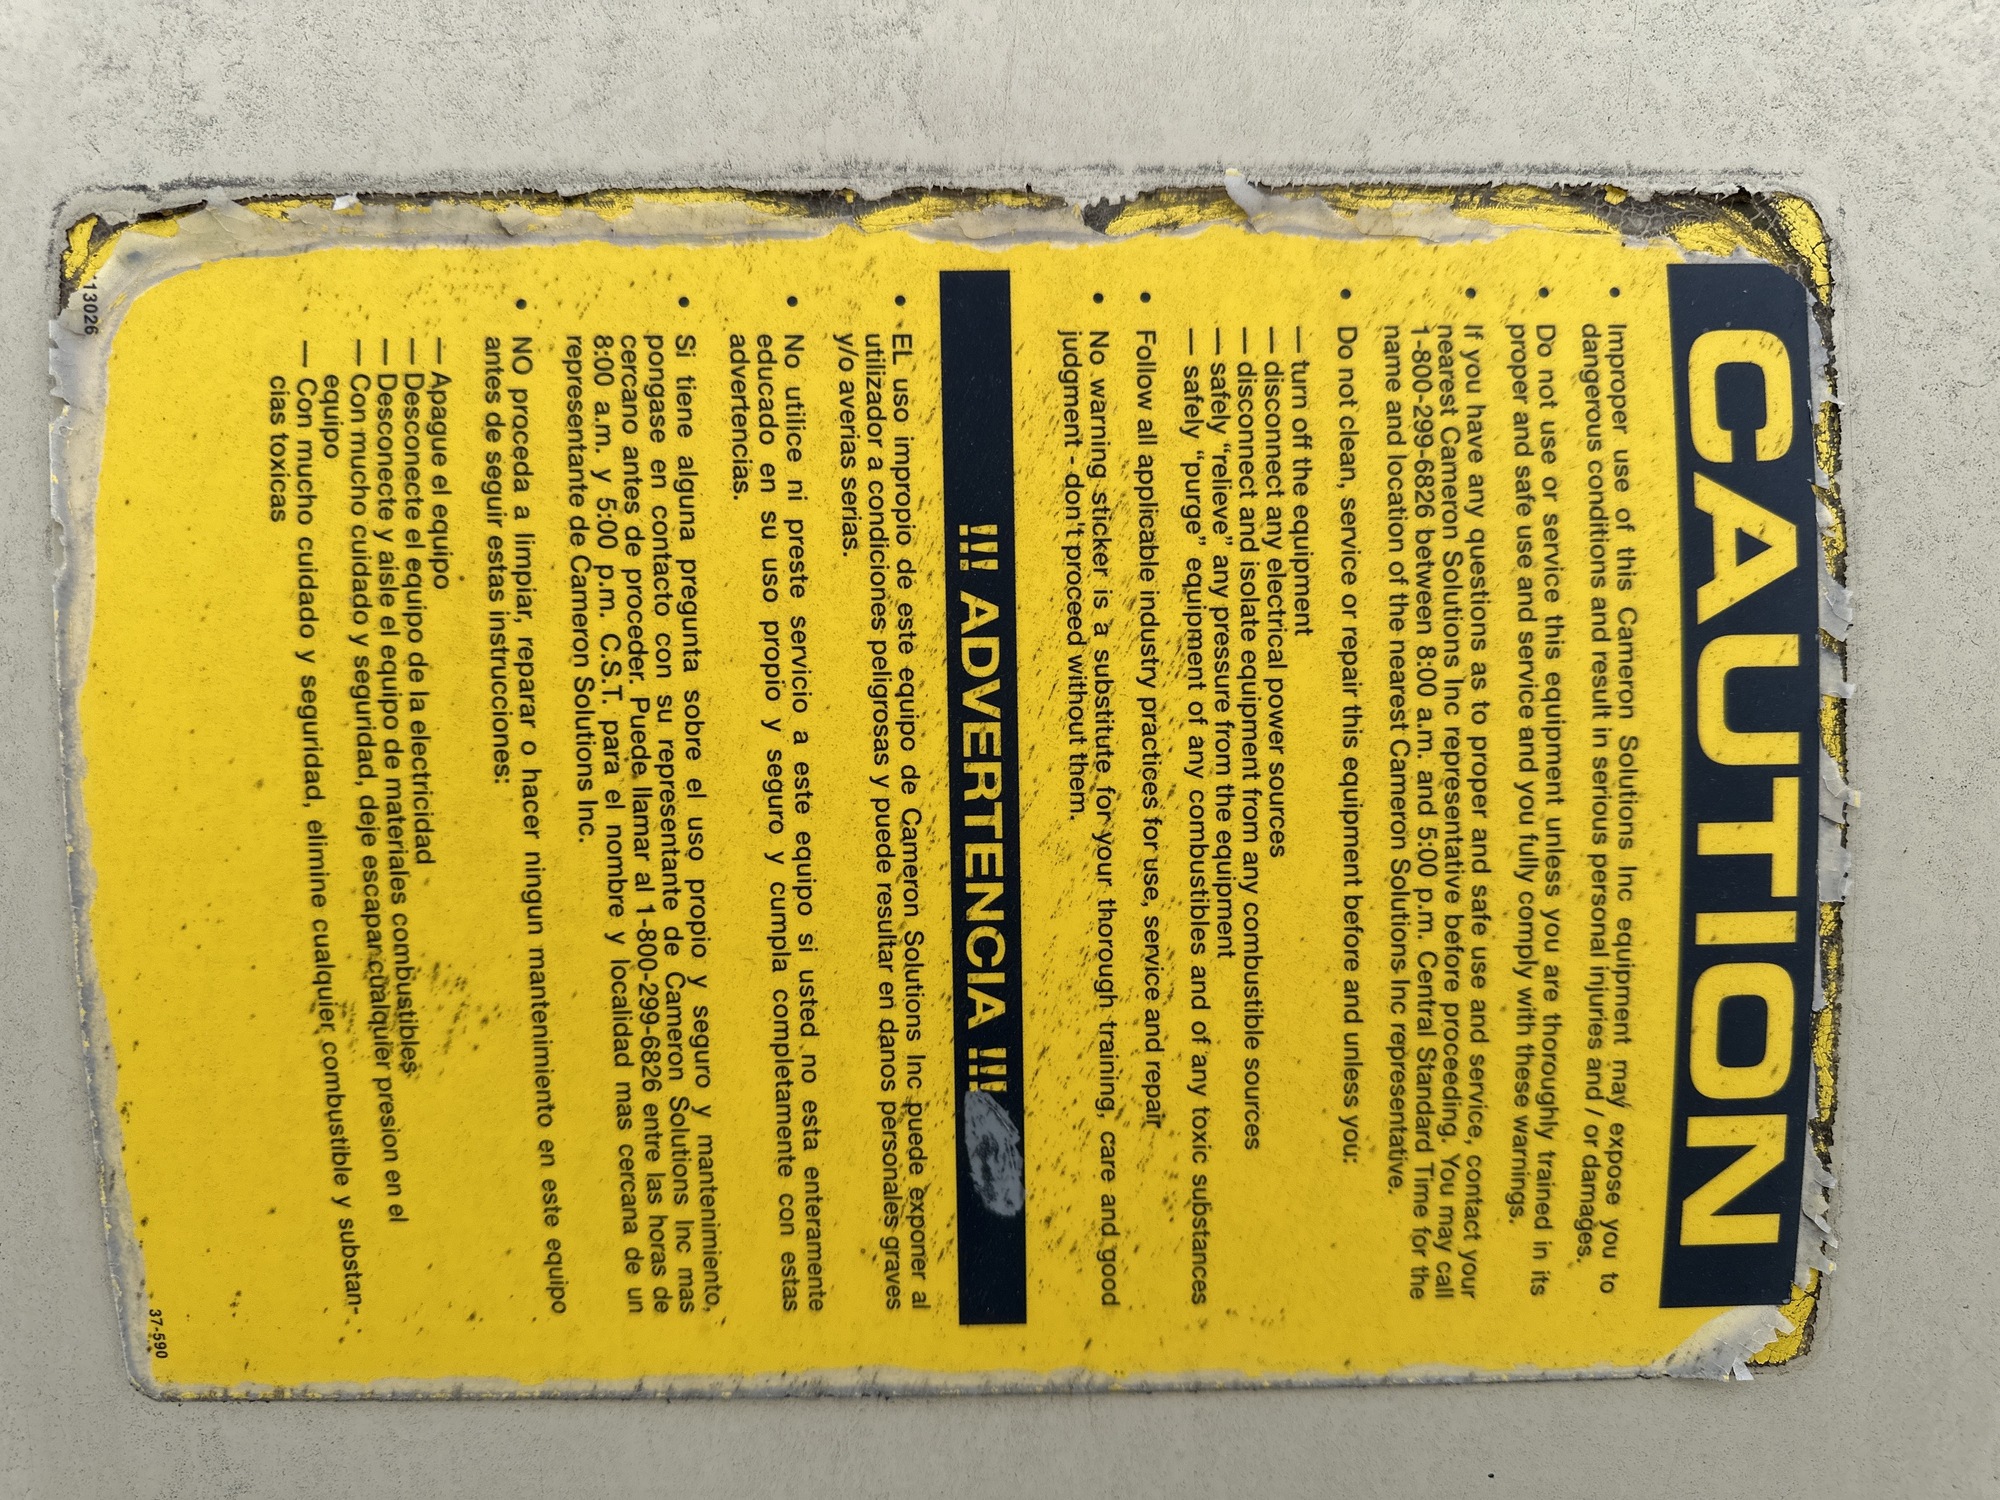 CAUTION
• Improper use of this Cameron Solutions Inc equipment may expose you to
dangerous conditions and result in serious personal injuries and / or damages.
• Do not use or service this equipment unless you are thoroughly trained in its
proper and safe use and service and you fully comply with these warnings.
• If you have any questions as to proper and safe use and service, contact your
nearest Cameron Solutions Inc representative before proceeding. You may call
1-800-299-6826 between 8:00 a.m. and 5:00 p.m. Central Standard Time for the
name and location of the nearest Cameron Solutions Inc representative.
• Do not clean, service or repair this equipment before and unless you:
— turn off the equipment
— disconnect any electrical power sources
— disconnect and isolate equipment from any combustible sources
— safely “relieve” any pressure from the equipment
— safely “purge” equipment of any combustibles and of any toxic substances
• Follow all applicable industry practices for use, service and repair
• No warning sticker is a substitute for your thorough training, care and good
judgment - don't proceed without them.
!!! ADVERTENCIA !!!
• EL uso impropio de este equipo de Cameron Solutions Inc puede exponer al
utilizador a condiciones peligrosas y puede resultar en danos personales graves
y/o averias serias.
• No utilice ni preste servicio a este equipo si usted no esta enteramente
educado en su uso propio y seguro y cumpla completamente con estas
advertencias.
• Si tiene alguna pregunta sobre el uso propio y seguro y mantenimiento,
pongase en contacto con su representante de Cameron Solutions Inc mas
cercano antes de proceder. Puede llamar al 1-800-299-6826 entre las horas de
8:00 a.m. y 5:00 p.m. C.S.T. para el nombre y localidad mas cercana de un
representante de Cameron Solutions Inc.
• NO proceda a limpiar, reparar o hacer ningun mantenimiento en este equipo
antes de seguir estas instrucciones:
— Apague el equipo
— Desconecte el equipo de la electricidad
— Desconecte y aisle el equipo de materiales combustibles
— Con mucho cuidado y seguridad, deje escapar cualquier presion en el
equipo
— Con mucho cuidado y seguridad, elimine cualquier combustible y substan-
cias toxicas
13026
37-590